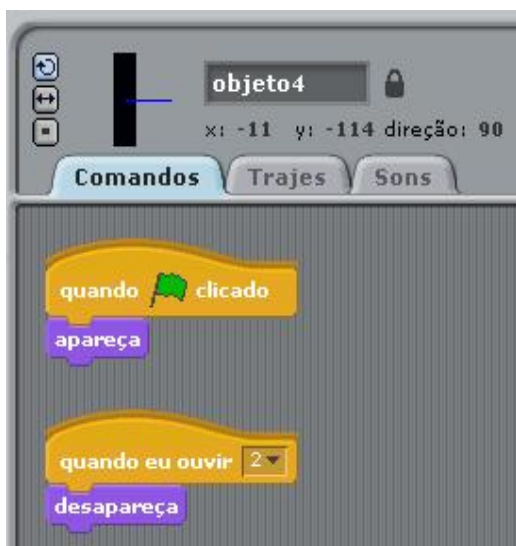 objeto4
x: -11 y: -114 direção: 90
Comandos Trajes Sons
quando clicado
apareça
quando eu ouvir 2
desapareça